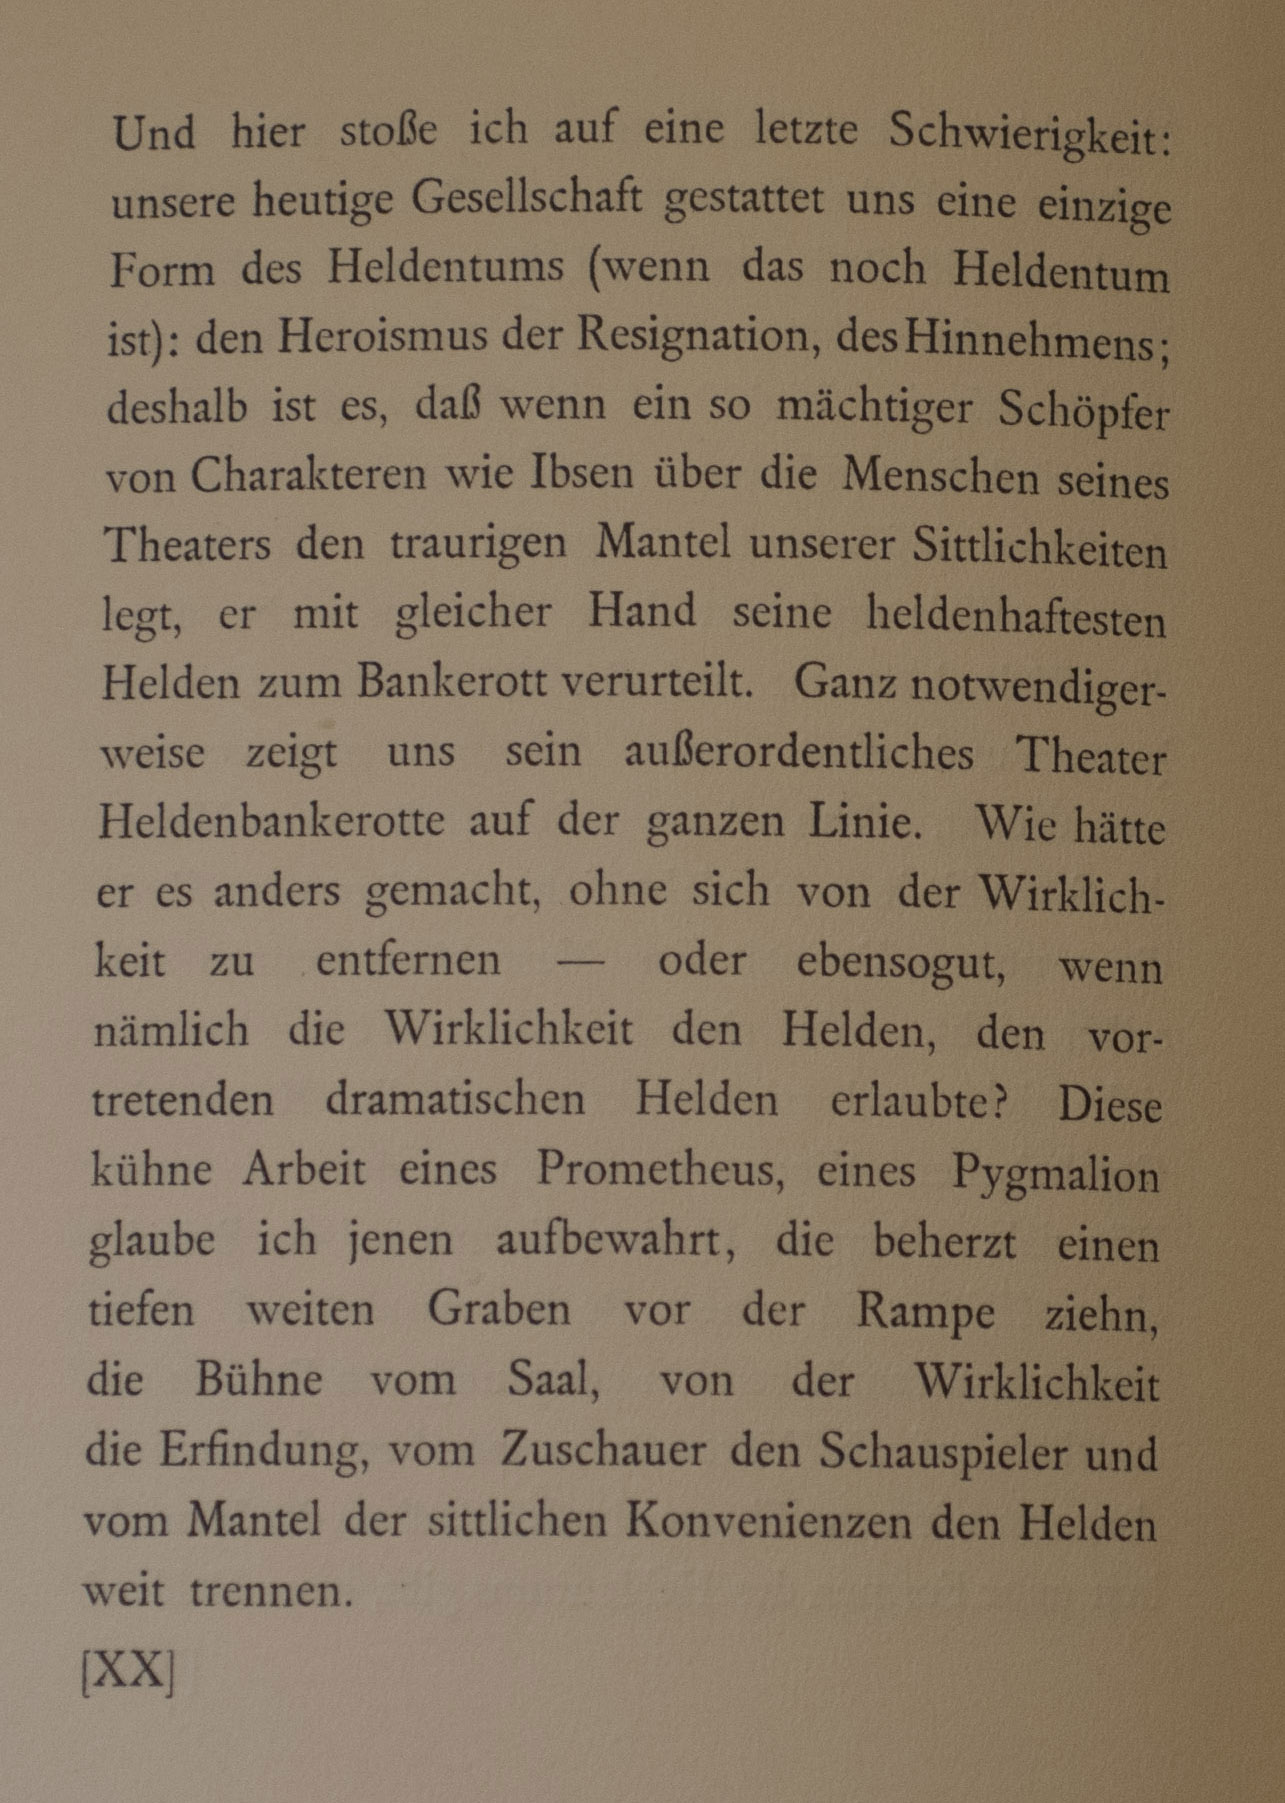 Und hier stoße ich auf eine letzte Schwierigkeit:
unsere heutige Gesellschaft gestattet uns eine einzige
Form des Heldentums (wenn das noch Heldentum
ist): den Heroismus der Resignation, des Hinnehmens;
deshalb ist es, daß wenn ein so mächtiger Schöpfer
von Charakteren wie Ibsen über die Menschen seines
Theaters den traurigen Mantel unserer Sittlichkeiten
legt, er mit gleicher Hand seine heldenhaftesten
Helden zum Bankerott verurteilt. Ganz notwendiger-
weise zeigt uns sein außerordentliches Theater
Heldenbankerotte auf der ganzen Linie. Wie hätte
er es anders gemacht, ohne sich von der Wirklich-
keit zu entfernen — oder ebensogut, wenn
nämlich die Wirklichkeit den Helden, den vor-
tretenden dramatischen Helden erlaubte? Diese
kühne Arbeit eines Prometheus, eines Pygmalion
glaube ich jenen aufbewahrt, die beherzt einen
tiefen weiten Graben vor der Rampe ziehn,
die Bühne vom Saal, von der Wirklichkeit
die Erfindung, vom Zuschauer den Schauspieler und
vom Mantel der sittlichen Konvenienzen den Helden
weit trennen.
[XX]